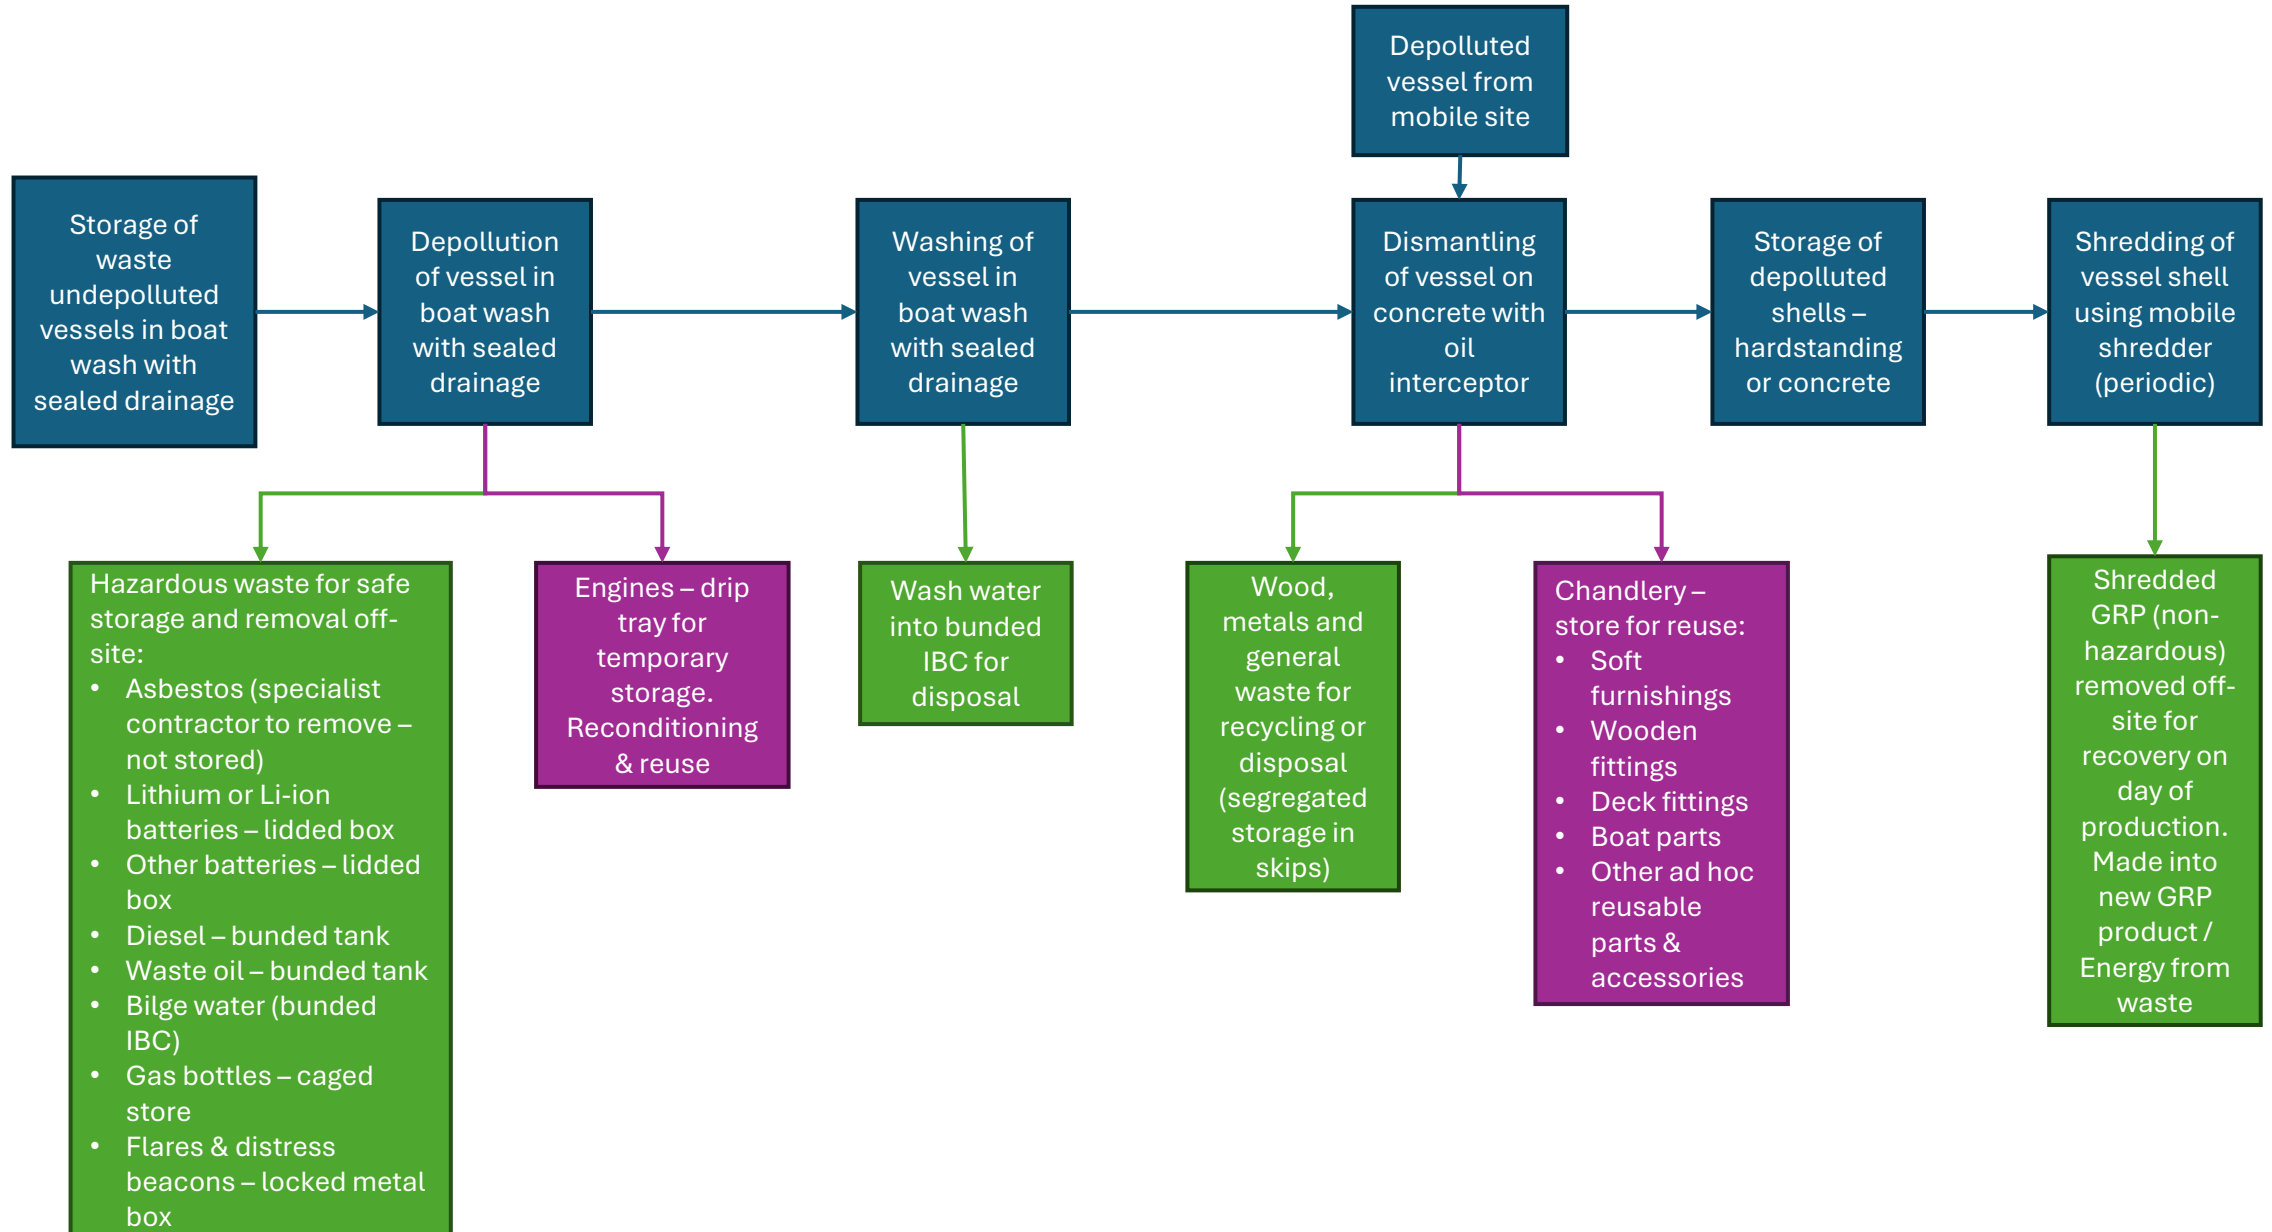 Depolluted
vessel from
mobile site
Storage of
waste
undepolluted
vessels in boat
wash with
sealed drainage
Depollution
of vessel in
boat wash
with sealed
drainage
Washing of
vessel in
boat wash
with sealed
drainage
Dismantling
of vessel on
concrete with
oil
interceptor
Storage of
depolluted
shells –
hardstanding
or concrete
Shredding of
vessel shell
using mobile
shredder
(periodic)
Hazardous waste for safe
storage and removal off-
site:
• Asbestos (specialist
contractor to remove –
not stored)
• Lithium or Li-ion
batteries – lidded box
• Other batteries – lidded
box
• Diesel – bunded tank
• Waste oil – bunded tank
• Bilge water (bunded
IBC)
• Gas bottles – caged
store
• Flares & distress
beacons – locked metal
box
Engines – drip
tray for
temporary
storage.
Reconditioning
& reuse
Wash water
into bunded
IBC for
disposal
Wood,
metals and
general
waste for
recycling or
disposal
(segregated
storage in
skips)
Chandlery –
store for reuse:
• Soft
furnishings
• Wooden
fittings
• Deck fittings
• Boat parts
• Other ad hoc
reusable
parts &
accessories
Shredded
GRP (non-
hazardous)
removed off-
site for
recovery on
day of
production.
Made into
new GRP
product /
Energy from
waste